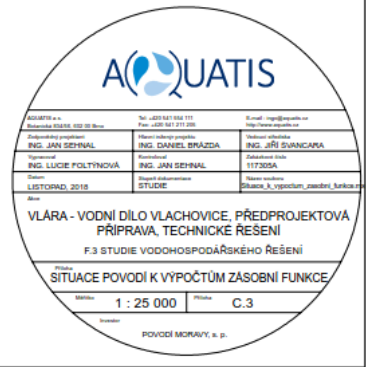 AQUATIS
AQUATIS a.s.
Botanická 834/56, 602 00 Brno
Tel: +420 541 554 111
Fax: +420 541 211 205
E-mail : ingo@aquatis.cz
http://www.aquatis.cz
Zodpovědný projektant
ING. JAN SEHNAL
Hlavní inženýr projektu
ING. DANIEL BRÁZDA
Vedoucí střediska
ING. JIŘÍ ŠVANCARA
Vypracoval
ING. LUCIE FOLTÝNOVÁ
Kontroloval
ING. JAN SEHNAL
Zakázkové číslo
117305A
Datum
LISTOPAD, 2018
Stupeň dokumentace
STUDIE
Název souboru
Situace_k_vypoctum_zasobni_funkce.mxd
Akce
VLÁRA - VODNÍ DÍLO VLACHOVICE, PŘEDPROJEKTOVÁ
PŘÍPRAVA, TECHNICKÉ ŘEŠENÍ
F.3 STUDIE VODOHOSPODÁŘSKÉHO ŘEŠENÍ
Příloha
SITUACE POVODÍ K VÝPOČTŮM ZÁSOBNÍ FUNKCE
Měřítko
1 : 25 000
Příloha
C.3
Investor
POVODÍ MORAVY, s. p.